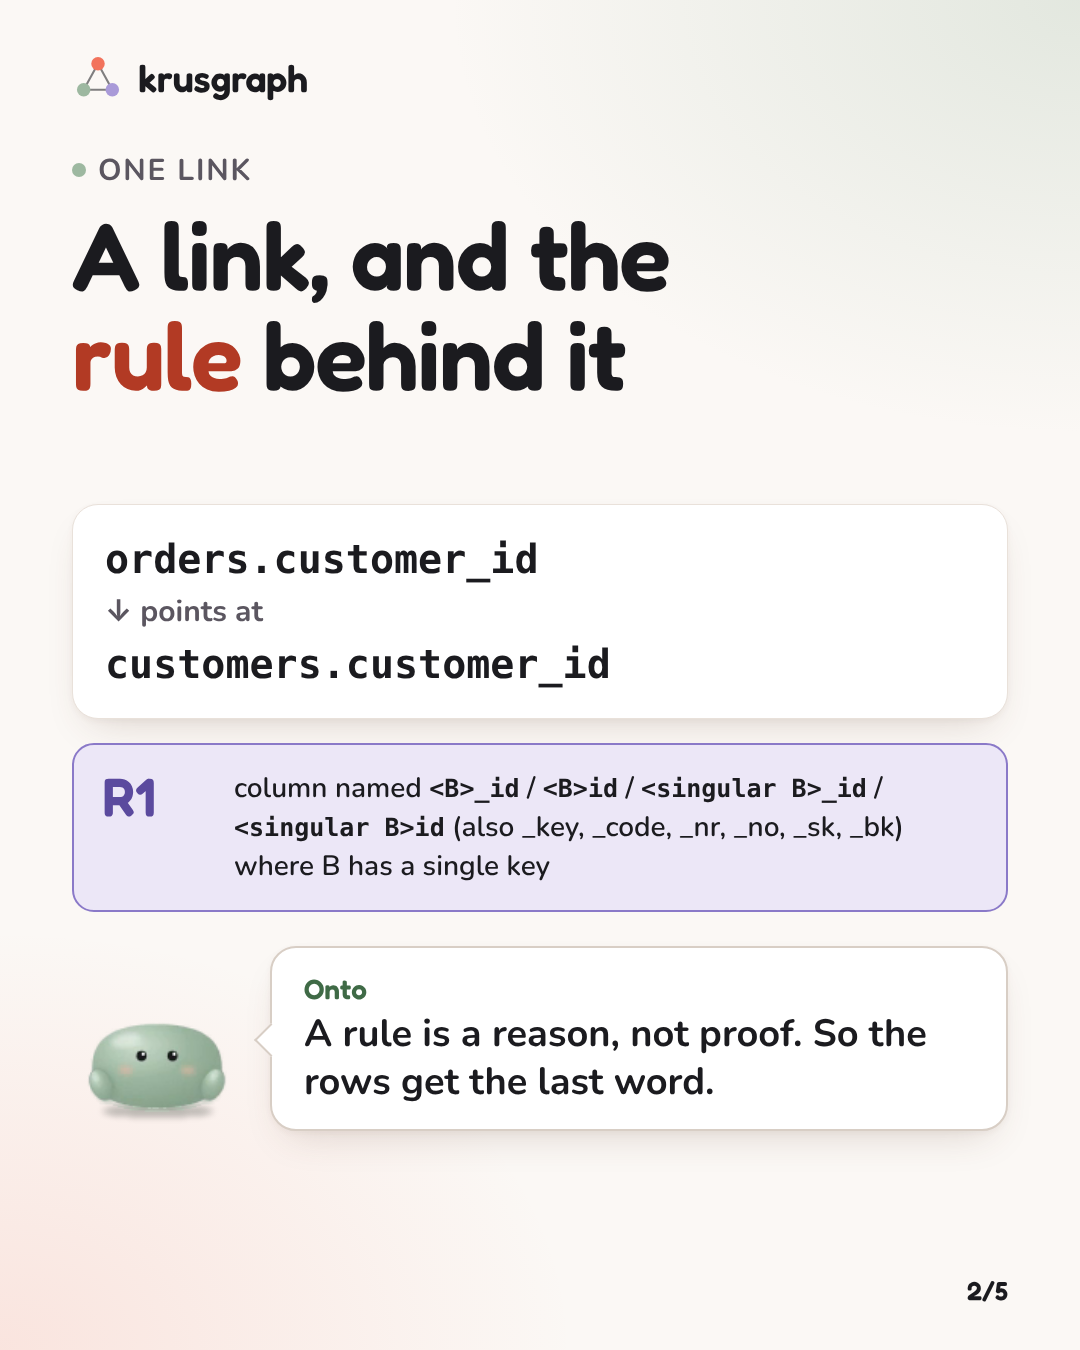 krusgraph
ONE LINK
A link, and the
rule behind it
orders.customer_id
↓ points at
customers.customer_id
R1
column named <B>_id / <B>id / <singular B>_id /
<singular B>id (also _key, _code, _nr, _no, _sk, _bk)
where B has a single key
Onto
A rule is a reason, not proof. So the
rows get the last word.
2/5